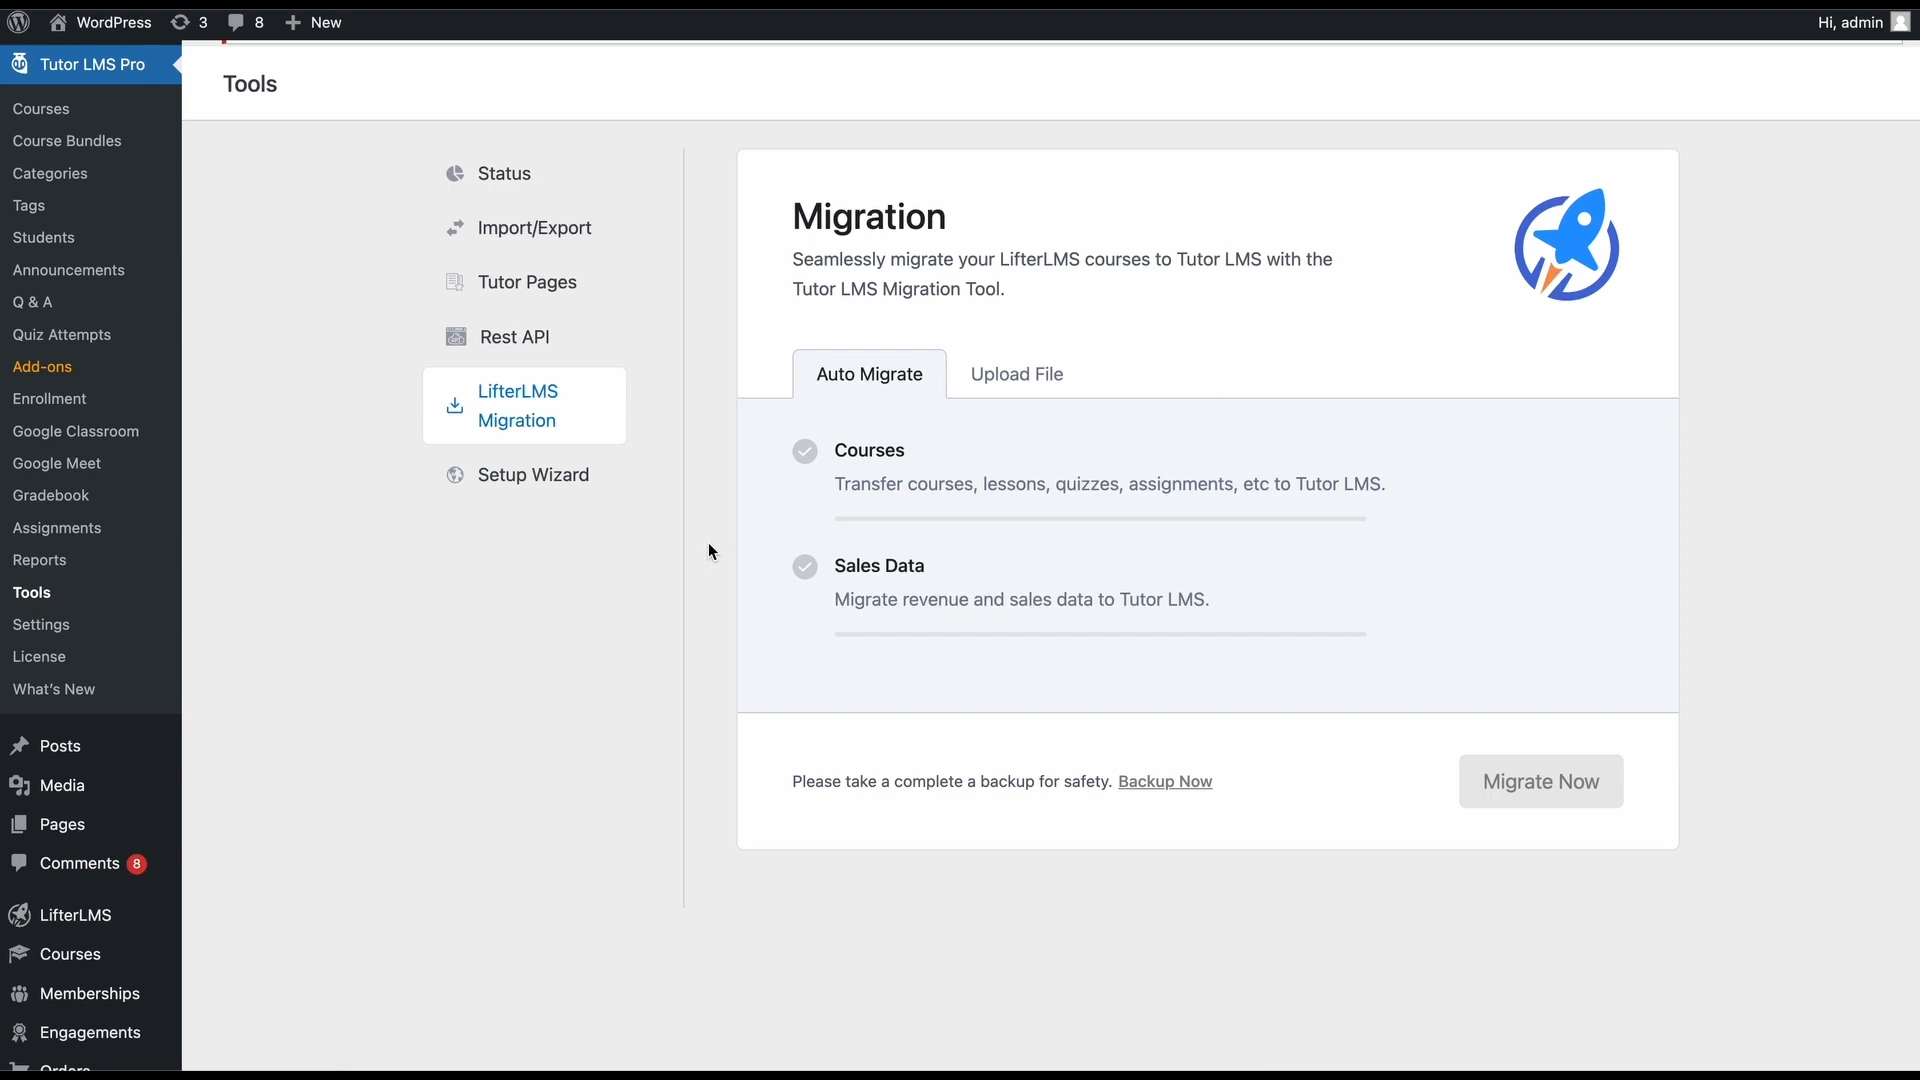 WordPress 3 8 New Hi, admin
Tutor LMS Pro
Courses
Course Bundles
Categories
Tags
Students
Announcements
Q & A
Quiz Attempts
Add-ons
Enrollment
Google Classroom
Google Meet
Gradebook
Assignments
Reports
Tools
Settings
License
What's New
Posts
Media
Pages
Comments 8
LifterLMS
Courses
Memberships
Engagements
Orders
Tools
Status
Import/Export
Tutor Pages
Rest API
LifterLMS
Migration
Setup Wizard
Migration
Seamlessly migrate your LifterLMS courses to Tutor LMS with the
Tutor LMS Migration Tool.
Auto Migrate Upload File
Courses
Transfer courses, lessons, quizzes, assignments, etc to Tutor LMS.
Sales Data
Migrate revenue and sales data to Tutor LMS.
Please take a complete a backup for safety. Backup Now
Migrate Now